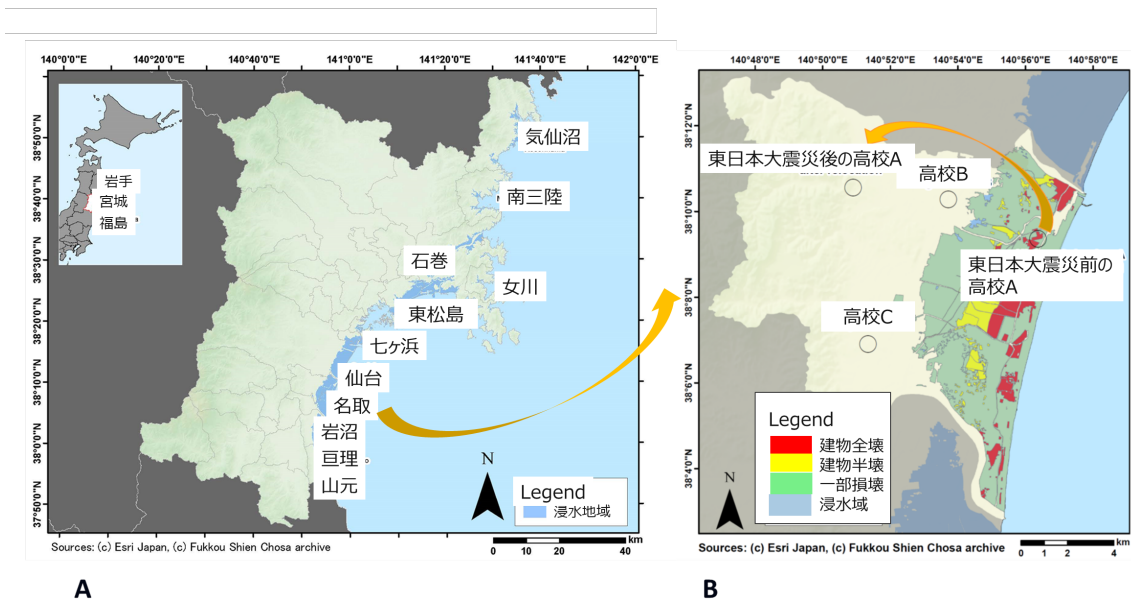 140°0'0"E
140°20'0"E
140°40'0"E
141°0'0"E
141°20'0"E
141°40'0"E
142°0'0"E
38°40'0"N
38°30'0"N
38°20'0"N
38°10'0"N
38°0'0"N
岩手
宮城
福島
気仙沼
南三陸
石巻
女川
東松島
七ヶ浜
仙台
名取
岩沼
亘理
山元
N
Legend
浸水地域
Sources: (c) Esri Japan, (c) Fukkou Shien Chosa archive
km
0 10 20 40
A
140°48'0"E
140°50'0"E
140°52'0"E
140°54'0"E
140°56'0"E
140°58'0"E
38°12'0"N
38°10'0"N
38°8'0"N
38°6'0"N
38°4'0"N
東日本大震災後の高校A
高校B
東日本大震災前の
高校A
高校C
Legend
建物全壊
建物半壊
一部損壊
浸水域
N
Sources: (c) Esri Japan, (c) Fukkou Shien Chosa archive
km
0 1 2 4
B